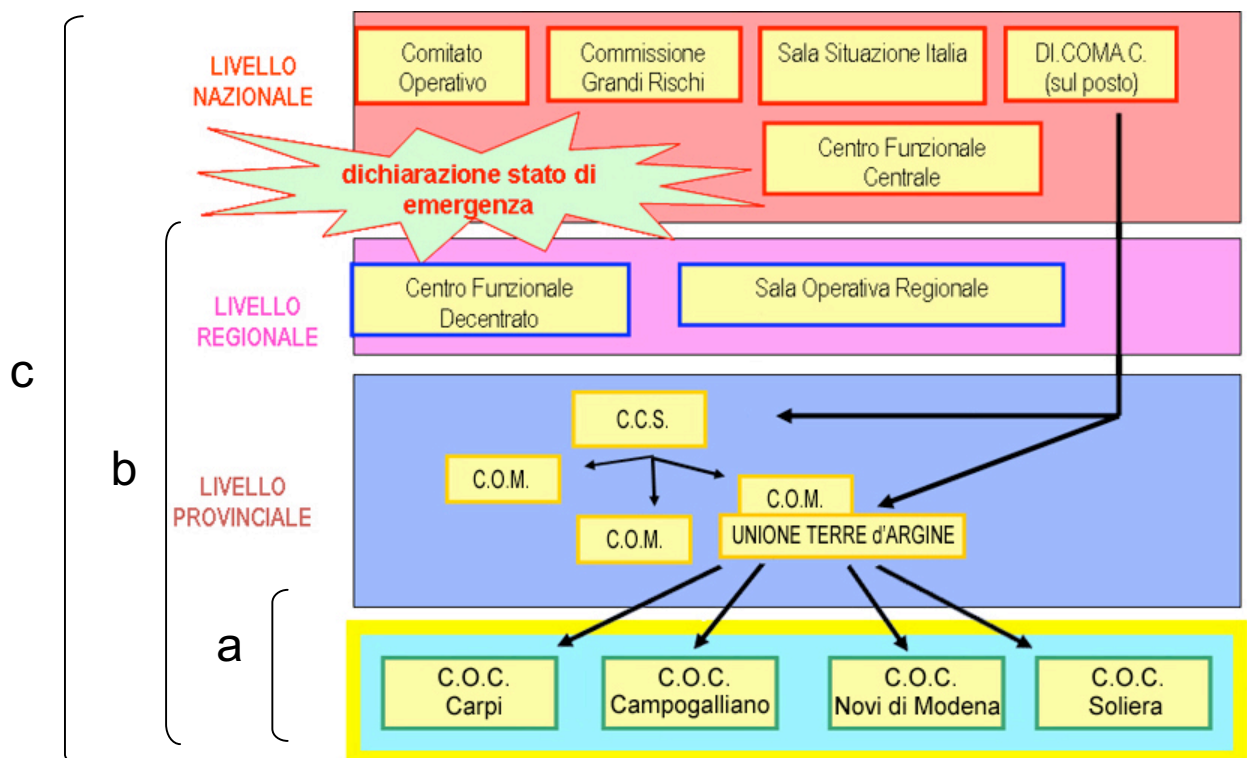 c
b
a
LIVELLO
NAZIONALE
Comitato
Operativo
Commissione
Grandi Rischi
Sala Situazione Italia
DI.COMA C.
(sul posto)
Centro Funzionale
Centrale
dichiarazione stato di
emergenza
LIVELLO
REGIONALE
Centro Funzionale
Decentrato
Sala Operativa Regionale
LIVELLO
PROVINCIALE
C.C.S.
C.O.M.
C.O.M.
C.O.M.
UNIONE TERRE d'ARGINE
C.O.C.
Carpi
C.O.C.
Campogalliano
C.O.C.
Novi di Modena
C.O.C.
Soliera